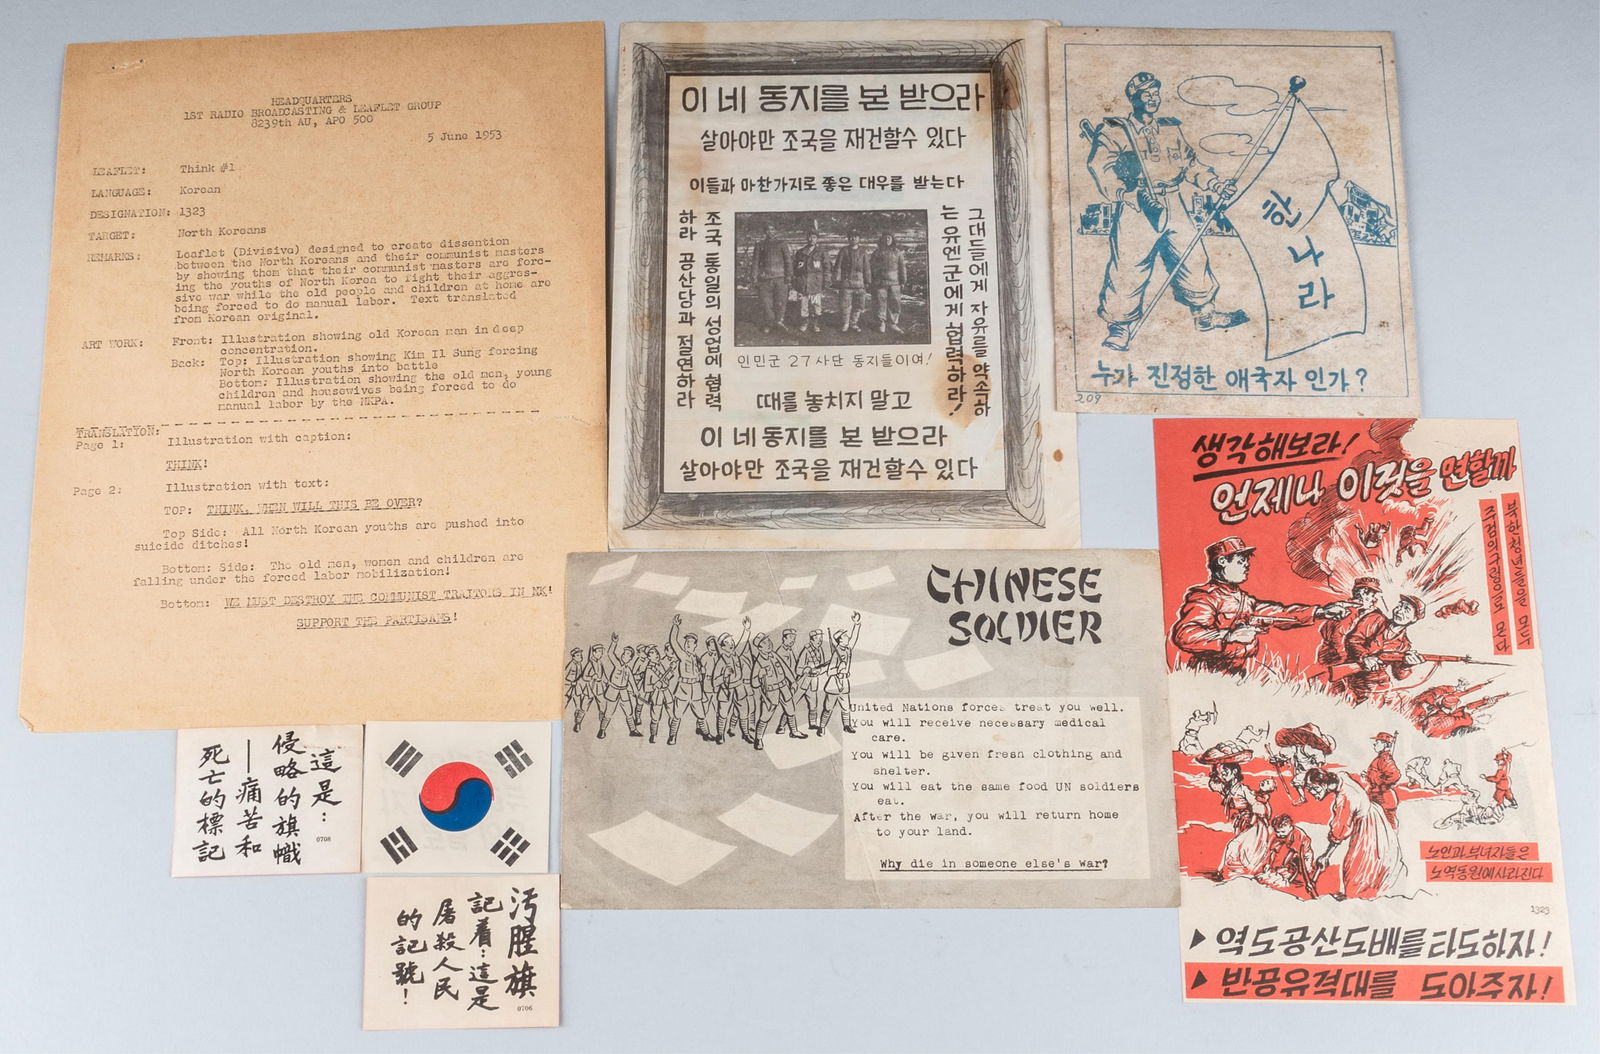 HEADQUARTERS
1ST RADIO BROADCASTING & LEAFLET GROUP
8239th AU, APO 500
5 June 1953
LEAFLET: Think #1
LANGUAGE: Korean
DESIGNATION: 1323
TARGET: North Koreans
REMARKS: Leaflet (Divisive) designed to create dissention
between the North Koreans and their communist masters
by showing them that their communist masters are forc-
ing the youths of North Korea to fight their aggres-
sive war while the old people and children at home are
being forced to do manual labor. Text translated
from Korean original.
ART WORK: Front: Illustration showing old Korean man in deep
concentration.
Back: Top: Illustration showing Kim Il Sung forcing
North Korean youths into battle
Bottom: Illustration showing the old men, young
children and housewives being forced to do
manual labor by the NKPA.
TRANSLATION:
Page 1: Illustration with caption:
THINK!
Page 2: Illustration with text:
TOP: THINK, WHEN WILL THIS BE OVER?
Top Side: All North Korean youths are pushed into
suicide ditches!
Bottom: Side: The old men, women and children are
falling under the forced labor mobilization!
Bottom: WE MUST DESTROY THE COMMUNIST TRAITORS IN NK!
SUPPORT THE PARTISANS!
이 네 동지를 본 받으라
살아야만 조국을 재건할수 있다
이들과 마찬가지로 좋은 대우를 받는다
그대들에게 자유를 약속하
는 유엔군에게 협력하라!
조국 통일의 성업에 협력
하라 공산당과 절연하라
인민군 27사단 동지들이여!
때를 놓치지 말고
이 네 동지를 본 받으라
살아야만 조국을 재건할수 있다
한나라
누가 진정한 애국자 인가?
209
CHINESE
SOLDIER
United Nations forces treat you well.
You will receive necessary medical
care.
You will be given fresh clothing and
shelter.
You will eat the same food UN soldiers
eat.
After the war, you will return home
to your land.
Why die in someone else's war?
생각해보라!
언제나 이것을 면할까
북한청년들을 모두
주검의구렁으로 몬다
노인과부녀자들은
노역동원에사라진다
1323
▶ 역도공산도배를타도하자!
▶ 반공유격대를 도아주자!
這是:
侵略的旗幟
—痛苦和
死亡的標記
0708
汚腥旗
記着:這是
屠殺人民
的記號!
0706